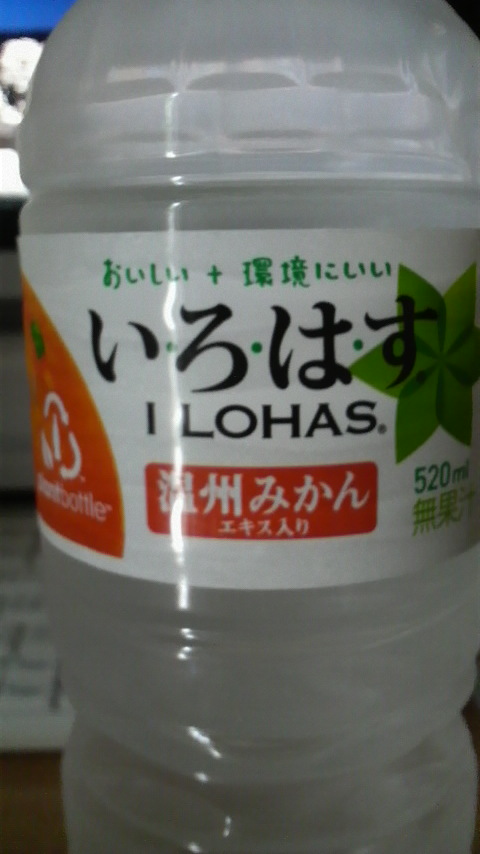 おいしい + 環境にいい
い・ろ・は・す
I LOHAS®
温州みかん
エキス入り
520ml
無果汁
plantbottle™